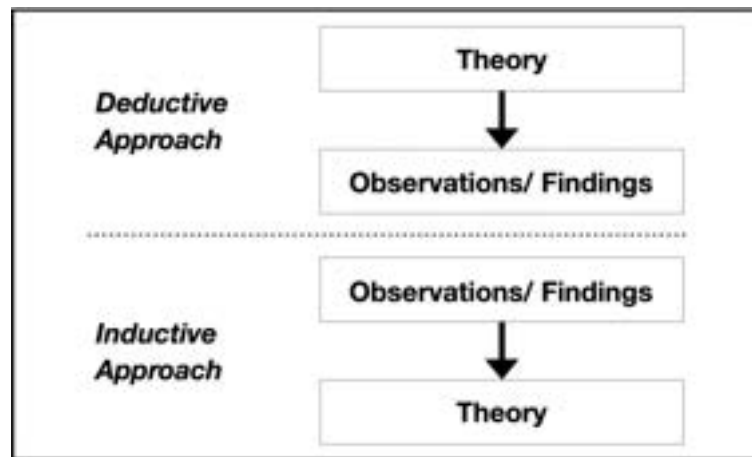 Theory
Deductive
Approach
Observations/ Findings
Observations/ Findings
Inductive
Approach
Theory